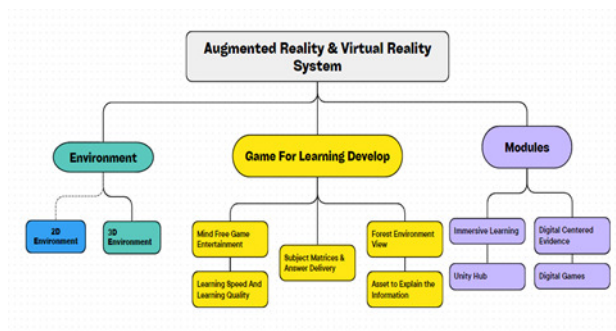 Augmented Reality & Virtual Reality
System
Environment
Game For Learning Develop
Modules
2D
Environment
3D
Environment
Mind Free Game
Entertainment
Learning Speed And
Learning Quality
Subject Matrices &
Answer Delivery
Forest Environment
View
Asset to Explain the
Information
Immersive Learning
Unity Hub
Digital Centered
Evidence
Digital Games